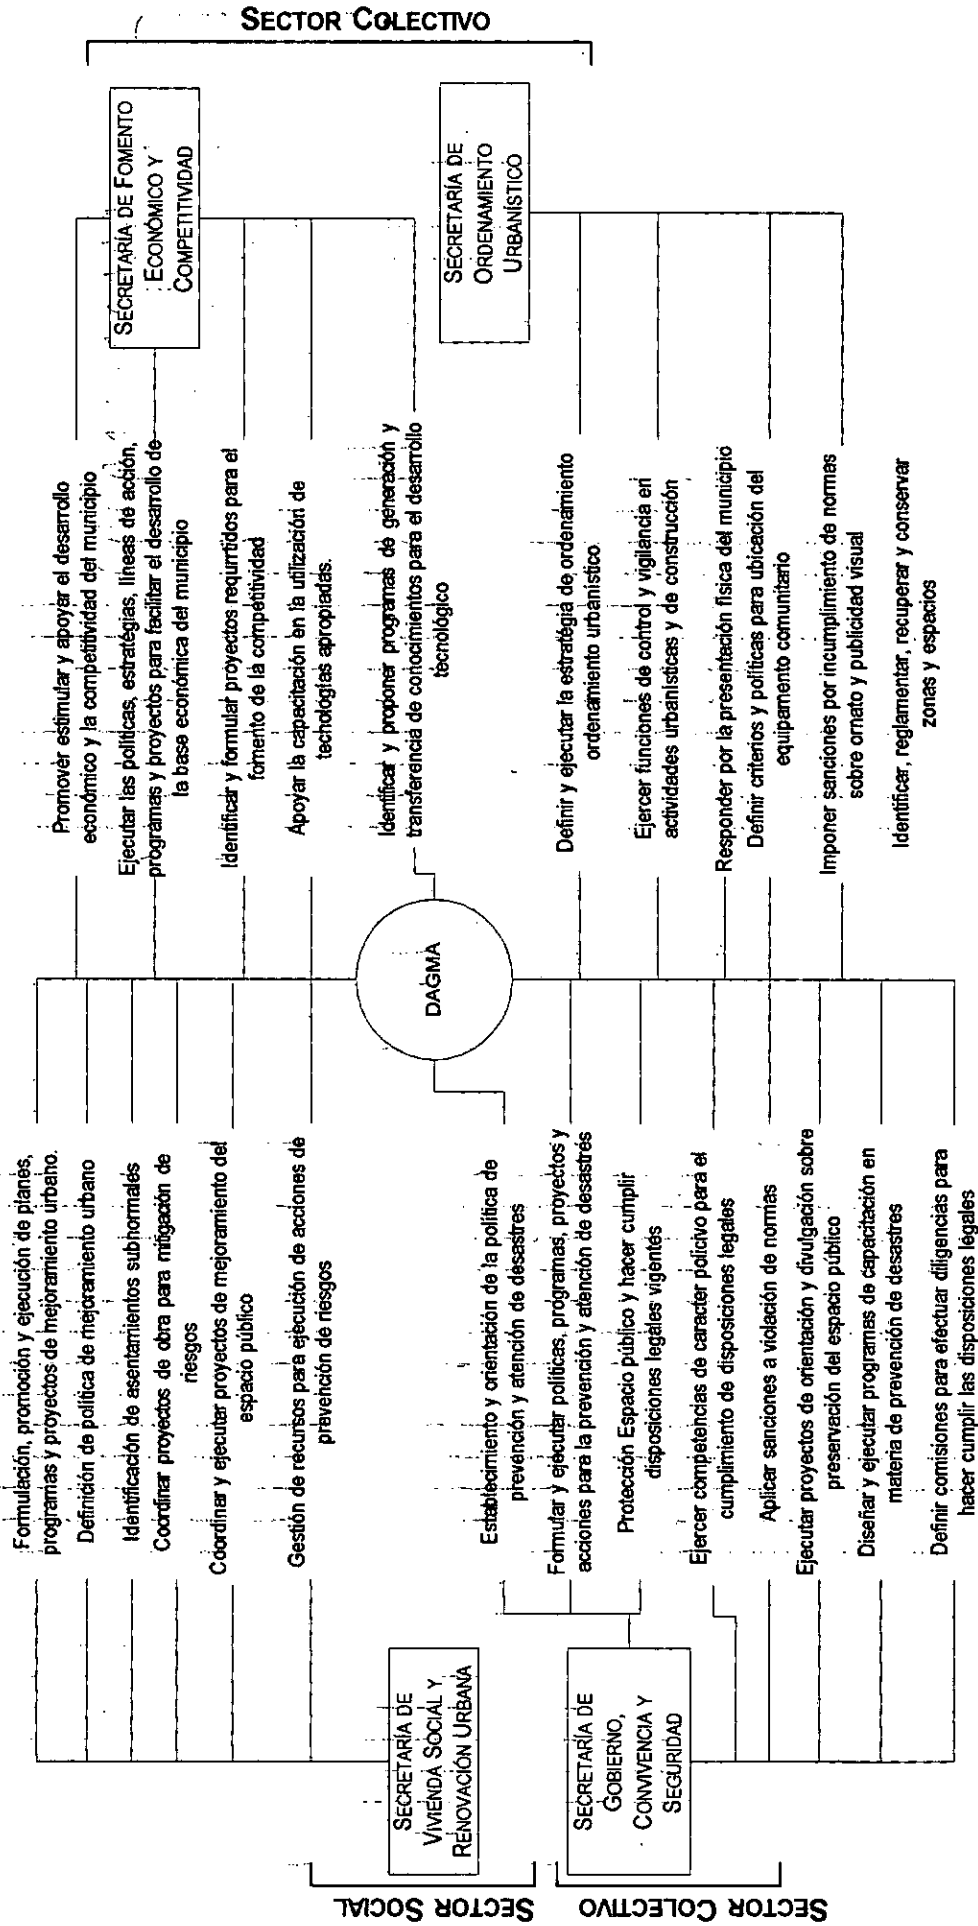 SECTOR SOCIAL
SECRETARÍA DE
VIVIENDA SOCIAL Y
RENOVACIÓN URBANA
Formulación, promoción y ejecución de planes,
programas y proyectos de mejoramiento urbano.
Definición de política de mejoramiento urbano
Identificación de asentamientos subnormales
Coordinar proyectos de obra para mitigación de
riesgos
Coordinar y ejecutar proyectos de mejoramiento del
espacio público
Gestión de recursos para ejecución de acciones de
prevención de riesgos
SECTOR COLECTIVO
SECRETARÍA DE
GOBIERNO,
CONVIVENCIA Y
SEGURIDAD
Establecimiento y orientación de la política de
prevención y atención de desastres
Formular y ejecutar políticas, programas, proyectos y
acciones para la prevención y atención de desastres
Protección Espacio público y hacer cumplir
disposiciones legales vigentes
Ejercer competencias de caracter policivo para el
cumplimiento de disposiciones legales
Aplicar sanciones a violación de normas
Ejecutar proyectos de orientación y divulgación sobre
preservación del espacio público
Diseñar y ejecutar programas de capacitación en
materia de prevención de desastres
Definir comisiones para efectuar diligencias para
hacer cumplir las disposiciones legales
DAGMA
Promover estimular y apoyar el desarrollo
económico y la competitividad del municipio
Ejecutar las políticas, estratégias, líneas de acción,
programas y proyectos para facilitar el desarrollo de
la base económica del municipio
Identificar y formular proyectos requrrtidos para el
fomento de la competitividad
Apoyar la capacitación en la utilización de
tecnologías apropiadas.
Identificar y proponer programas de generación y
transferencia de conocimientos para el desarrollo
tecnológico
Definir y ejecutar la estratégia de ordenamiento
ordenamiento urbanístico
Ejercer funciones de control y vigilancia en
actividades urbanísticas y de construcción
Responder por la presentación física del municipio
Definir criterios y políticas para ubicación del
equipamento comunitario
Imponer sanciones por incumplimiento de normas
sobre ornato y publicidad visual
Identificar, reglamentar, recuperar y conservar
zonas y espacios
SECTOR COLECTIVO
SECRETARÍA DE FOMENTO
ECONÓMICO Y
COMPETITIVIDAD
SECRETARÍA DE
ORDENAMIENTO
URBANÍSTICO